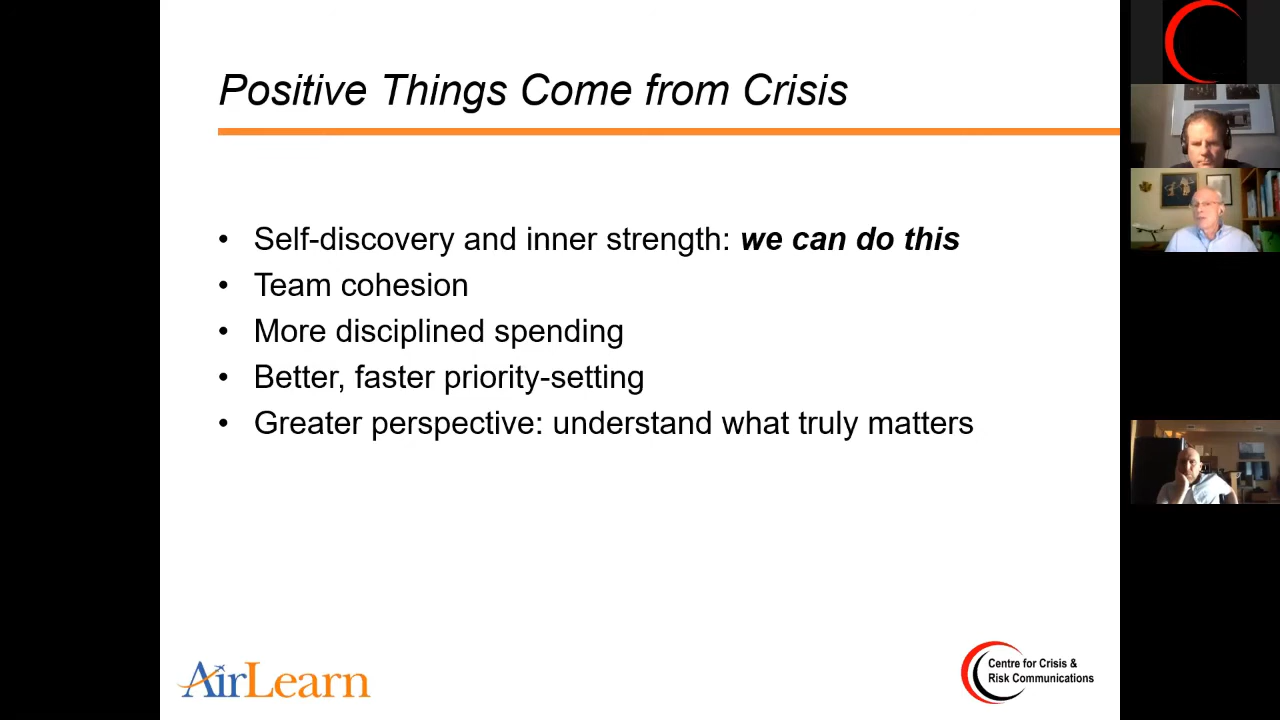 Positive Things Come from Crisis
• Self-discovery and inner strength: we can do this
• Team cohesion
• More disciplined spending
• Better, faster priority-setting
• Greater perspective: understand what truly matters
AirLearn
Centre for Crisis &
Risk Communications